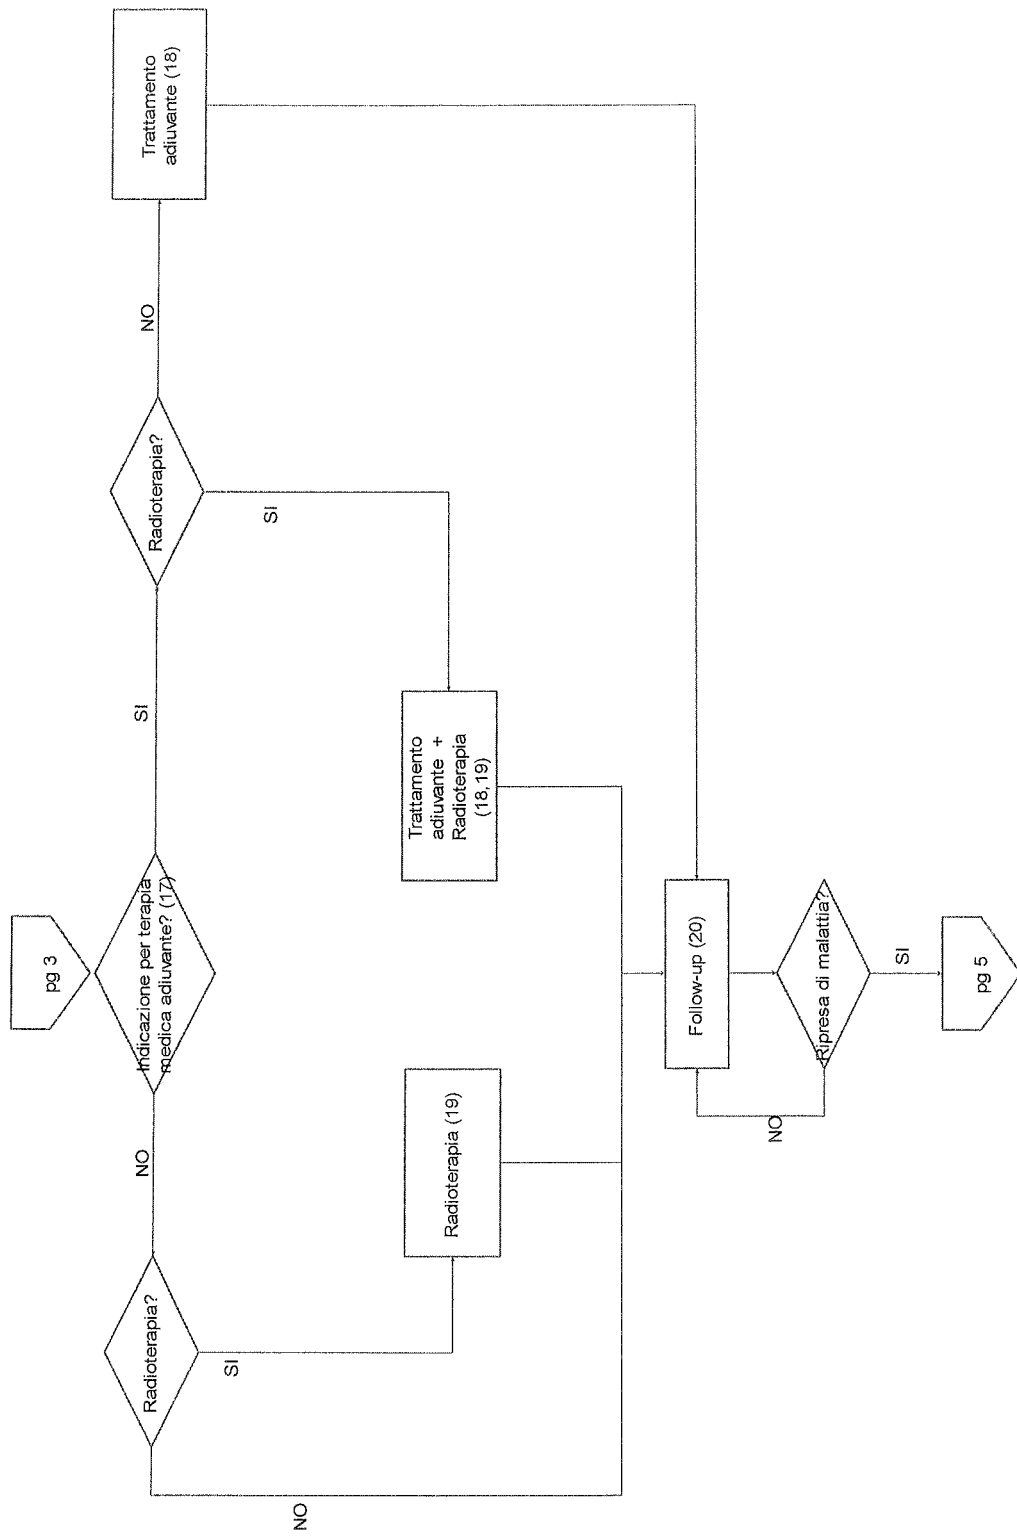 pg 3
Indicazione per terapia
medica adiuvante? (17)
NO
SI
Radioterapia?
Radioterapia?
NO
SI
SI
NO
Trattamento
adiuvante (18)
Radioterapia (19)
Trattamento
adiuvante +
Radioterapia
(18,19)
Follow-up (20)
Ripresa di malattia?
NO
SI
pg 5